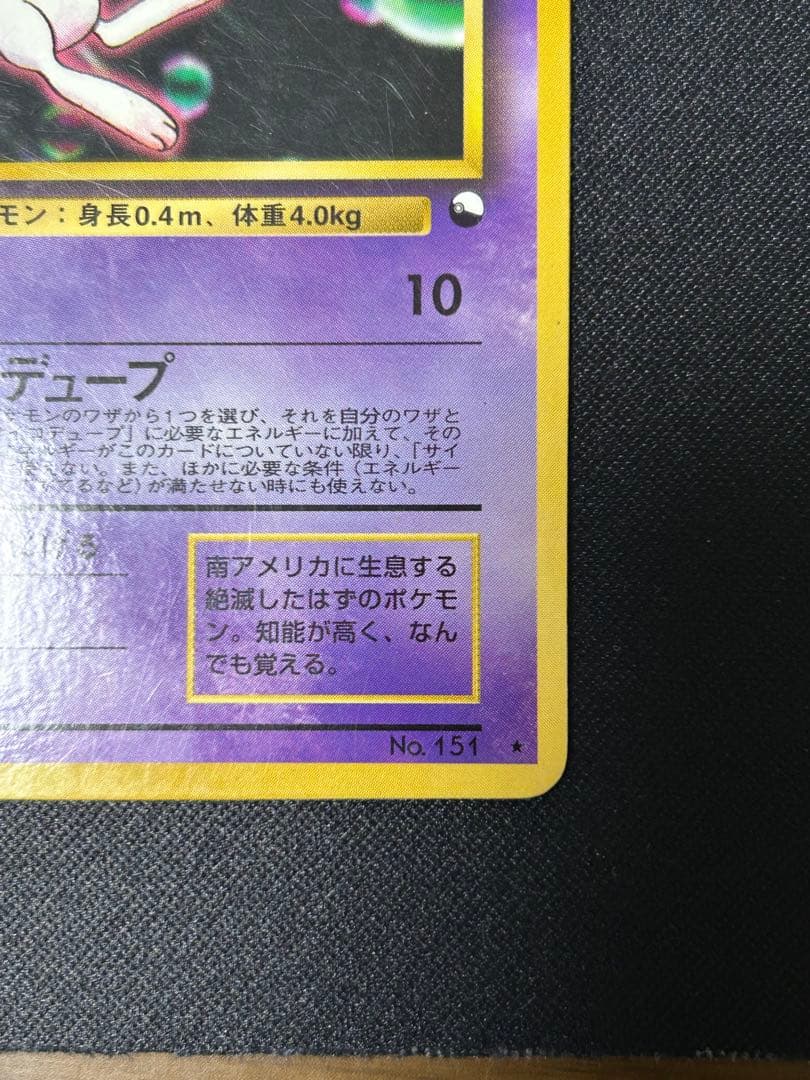 モン：身長0.4m、体重4.0kg
10
デュープ
モンのワザから1つを選び、それを自分のワザと
デュープ」に必要なエネルギーに加えて、その
ルギーがこのカードについていない限り、「サイ
ない。また、ほかに必要な条件（エネルギー
てるなど)が満たせない時にも使えない。
南アメリカに生息する
絶滅したはずのポケモ
ン。知能が高く、なん
でも覚える。
No. 151 ★